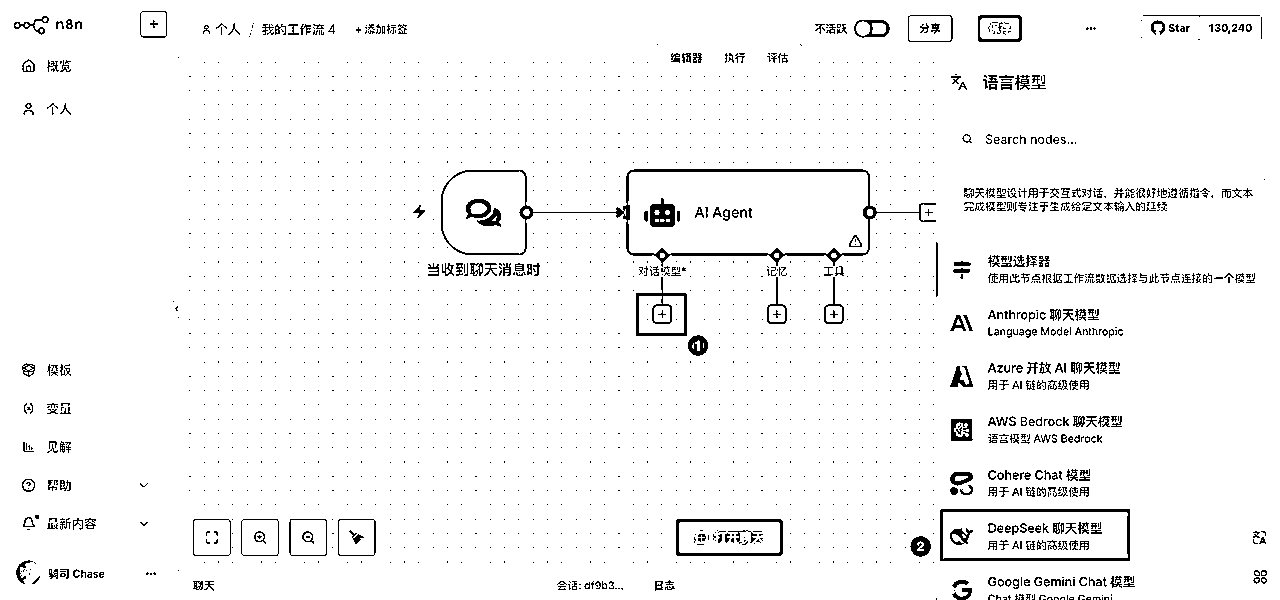 n8n
+
个人 / 我的工作流 4 + 添加标签
不活跃
分享
保存
...
Star 130,240
概览
个人
编辑器 执行 评估
语言模型
Search nodes...
聊天模型设计用于交互式对话，并能很好地遵循指令，而文本
完成模型则专注于生成给定文本输入的延续
AI Agent
当收到聊天消息时
对话模型*
记忆
工具
1
模型选择器
使用此节点根据工作流数据选择与此节点连接的一个模型
Anthropic 聊天模型
Language Model Anthropic
Azure 开放 AI 聊天模型
用于 AI 链的高级使用
AWS Bedrock 聊天模型
语言模型 AWS Bedrock
Cohere Chat 模型
用于 AI 链的高级使用
2
DeepSeek 聊天模型
用于 AI 链的高级使用
Google Gemini Chat 模型
Chat 模型 Google Gemini
模板
变量
见解
帮助
最新内容
骑司 Chase ...
打开聊天
聊天
会话: df9b3...
日志